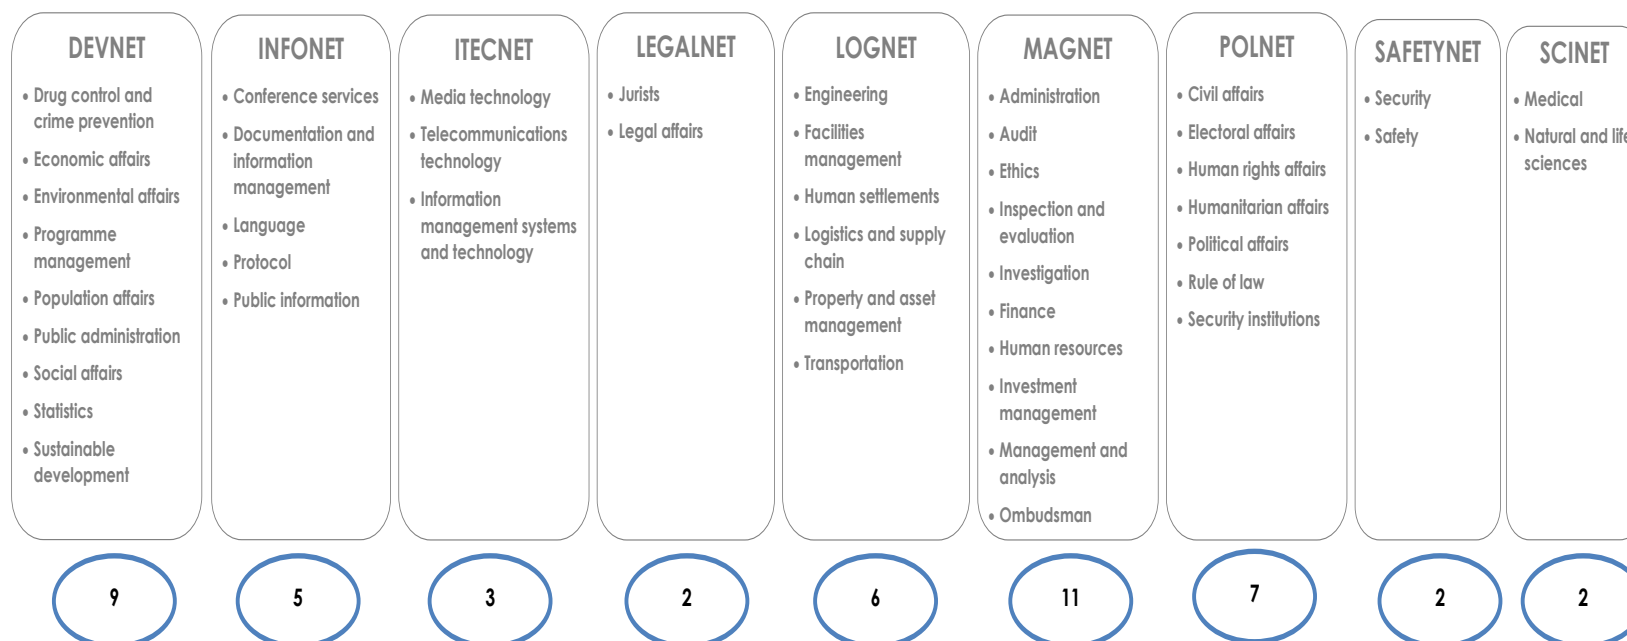 DEVNET
• Drug control and
crime prevention
• Economic affairs
• Environmental affairs
• Programme
management
• Population affairs
• Public administration
• Social affairs
• Statistics
• Sustainable
development
9
INFONET
• Conference services
• Documentation and
information
management
• Language
• Protocol
• Public information
5
ITECNET
• Media technology
• Telecommunications
technology
• Information
management systems
and technology
3
LEGALNET
• Jurists
• Legal affairs
2
LOGNET
• Engineering
• Facilities
management
• Human settlements
• Logistics and supply
chain
• Property and asset
management
• Transportation
6
MAGNET
• Administration
• Audit
• Ethics
• Inspection and
evaluation
• Investigation
• Finance
• Human resources
• Investment
management
• Management and
analysis
• Ombudsman
11
POLNET
• Civil affairs
• Electoral affairs
• Human rights affairs
• Humanitarian affairs
• Political affairs
• Rule of law
• Security institutions
7
SAFETYNET
• Security
• Safety
2
SCINET
• Medical
• Natural and life
sciences
2